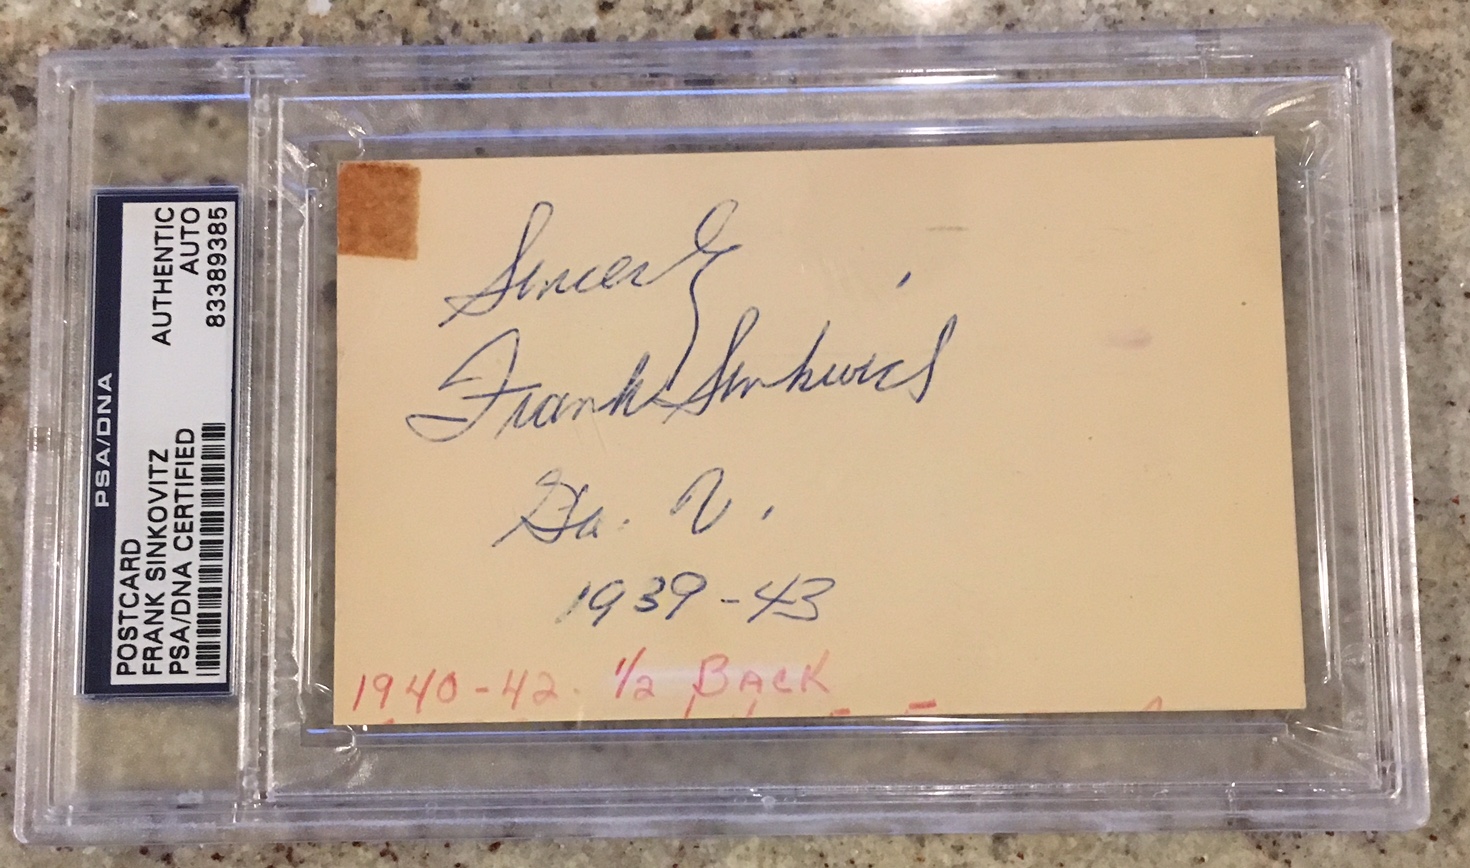 PSA/DNA
POSTCARD AUTHENTIC
FRANK SINKOVITZ AUTO
PSA/DNA CERTIFIED 83389385
Sincerely
Frank Sinkwich
Ga. U.
1939-43
1940-42. 1/2 BACK